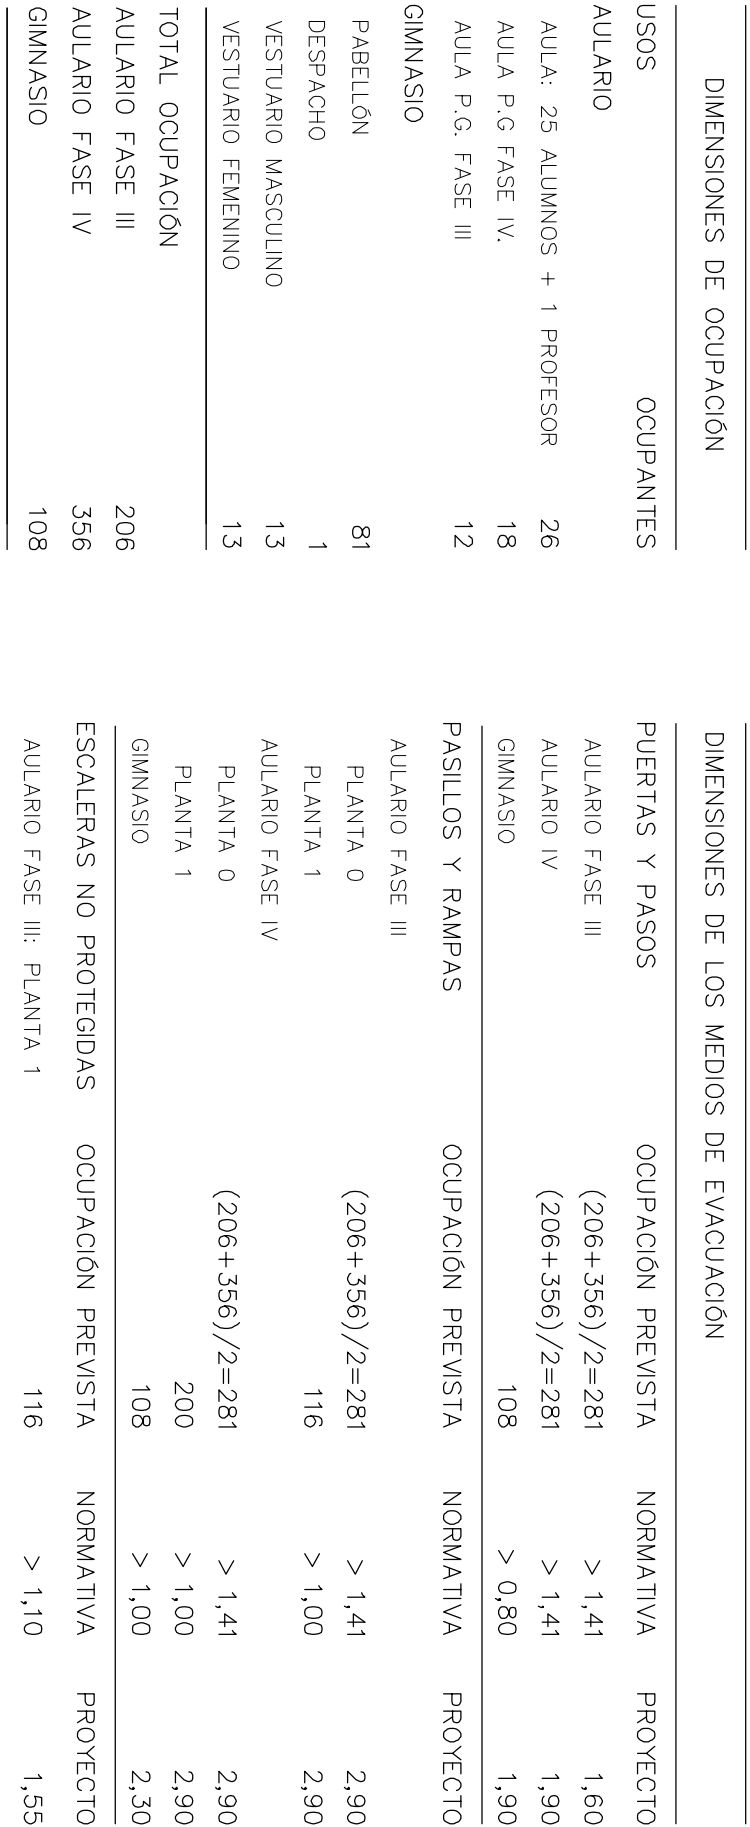 DIMENSIONES DE OCUPACIÓN
USOS OCUPANTES
AULARIO
AULA: 25 ALUMNOS + 1 PROFESOR 26
AULA P.G FASE IV. 18
AULA P.G. FASE III 12
GIMNASIO
PABELLÓN 81
DESPACHO 1
VESTUARIO MASCULINO 13
VESTUARIO FEMENINO 13
TOTAL OCUPACIÓN
AULARIO FASE III 206
AULARIO FASE IV 356
GIMNASIO 108
DIMENSIONES DE LOS MEDIOS DE EVACUACIÓN
PUERTAS Y PASOS OCUPACIÓN PREVISTA NORMATIVA PROYECTO
AULARIO FASE III (206+356)/2=281 > 1,41 1,60
AULARIO IV (206+356)/2=281 > 1,41 1,90
GIMNASIO 108 > 0,80 1,90
PASILLOS Y RAMPAS OCUPACIÓN PREVISTA NORMATIVA PROYECTO
AULARIO FASE III
PLANTA 0 (206+356)/2=281 > 1,41 2,90
PLANTA 1 116 > 1,00 2,90
AULARIO FASE IV
PLANTA 0 (206+356)/2=281 > 1,41 2,90
PLANTA 1 200 > 1,00 2,90
GIMNASIO 108 > 1,00 2,30
ESCALERAS NO PROTEGIDAS OCUPACIÓN PREVISTA NORMATIVA PROYECTO
AULARIO FASE III: PLANTA 1 116 > 1,10 1,55